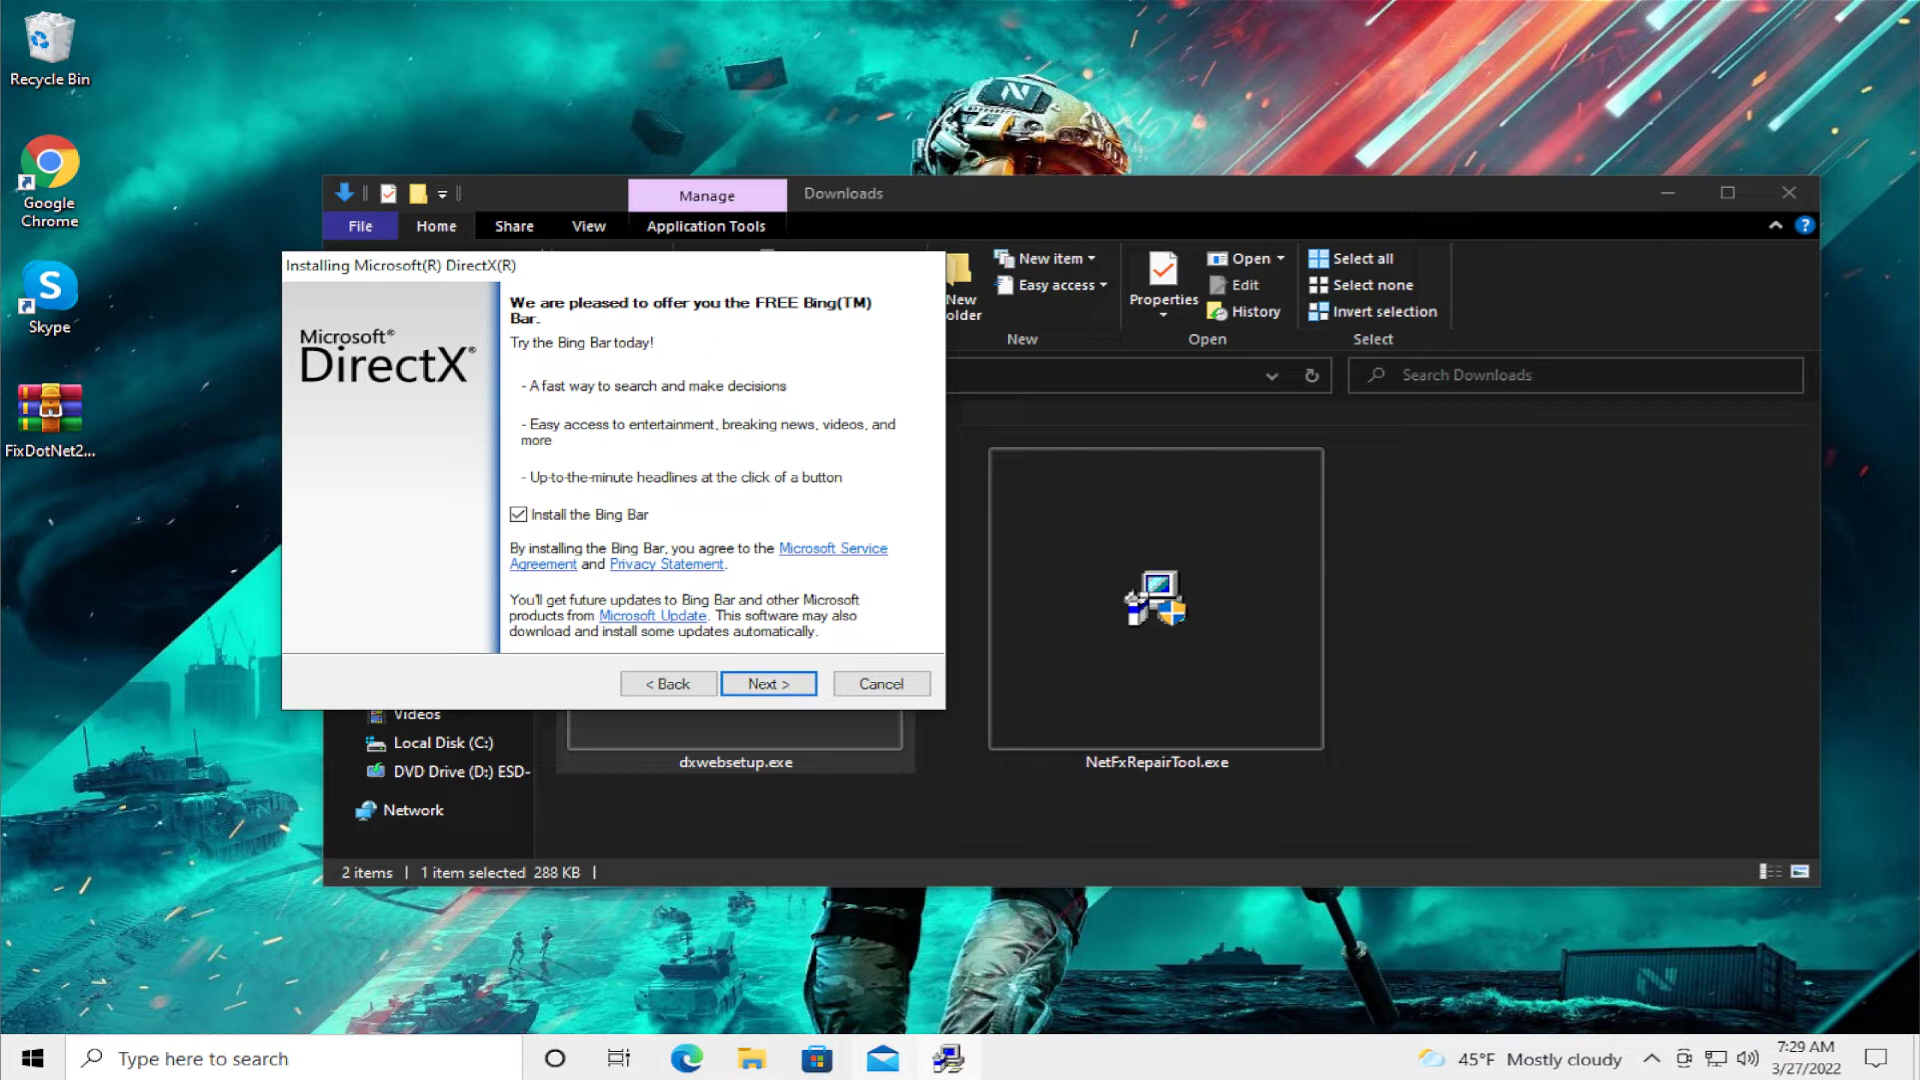 Recycle Bin
Google
Chrome
Skype
FixDotNet2...
Manage
Downloads
File
Home
Share
View
Application Tools
New
older
New item
Easy access
New
Properties
Open
Edit
History
Open
Select all
Select none
Invert selection
Select
Search Downloads
Installing Microsoft(R) DirectX(R)
Microsoft®
DirectX®
We are pleased to offer you the FREE Bing(TM)
Bar.
Try the Bing Bar today!
- A fast way to search and make decisions
- Easy access to entertainment, breaking news, videos, and
more
- Up-to-the-minute headlines at the click of a button
Install the Bing Bar
By installing the Bing Bar, you agree to the Microsoft Service
Agreement and Privacy Statement.
You'll get future updates to Bing Bar and other Microsoft
products from Microsoft Update. This software may also
download and install some updates automatically.
< Back
Next >
Cancel
Videos
Local Disk (C:)
DVD Drive (D:) ESD-
Network
dxwebsetup.exe
NetFxRepairTool.exe
2 items
1 item selected 288 KB
Type here to search
45°F Mostly cloudy
7:29 AM
3/27/2022